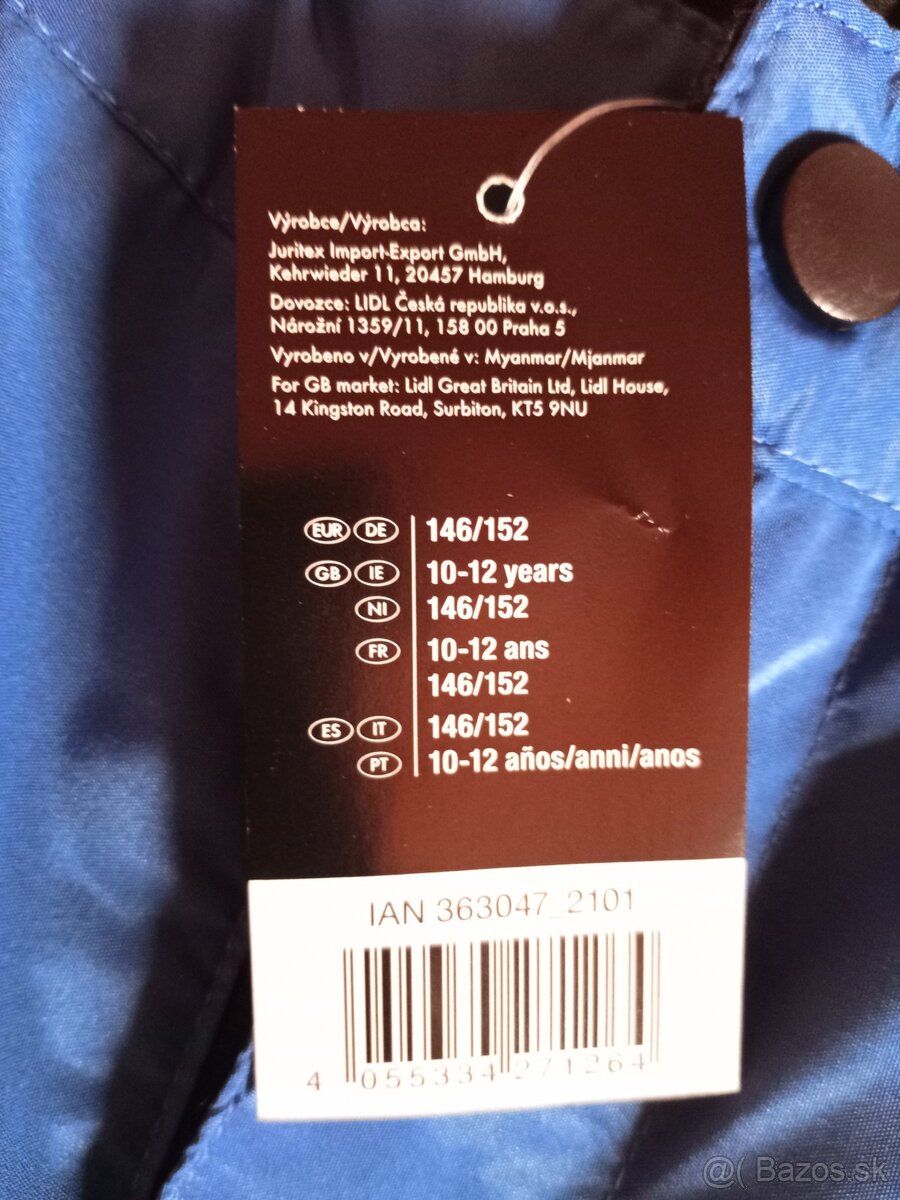 Výrobce/Výrobca:
Juritex Import-Export GmbH,
Kehrwieder 11, 20457 Hamburg
Dovozce: LIDL Česká republika v.o.s.,
Nárožní 1359/11, 158 00 Praha 5
Vyrobeno v/Vyrobené v: Myanmar/Mjanmar
For GB market: Lidl Great Britain Ltd, Lidl House,
14 Kingston Road, Surbiton, KT5 9NU
EUR DE 146/152
GB IE 10-12 years
NI 146/152
FR 10-12 ans
146/152
ES IT 146/152
PT 10-12 años/anni/anos
IAN 363047_2101
4 055334 271264
@( Bazos.sk